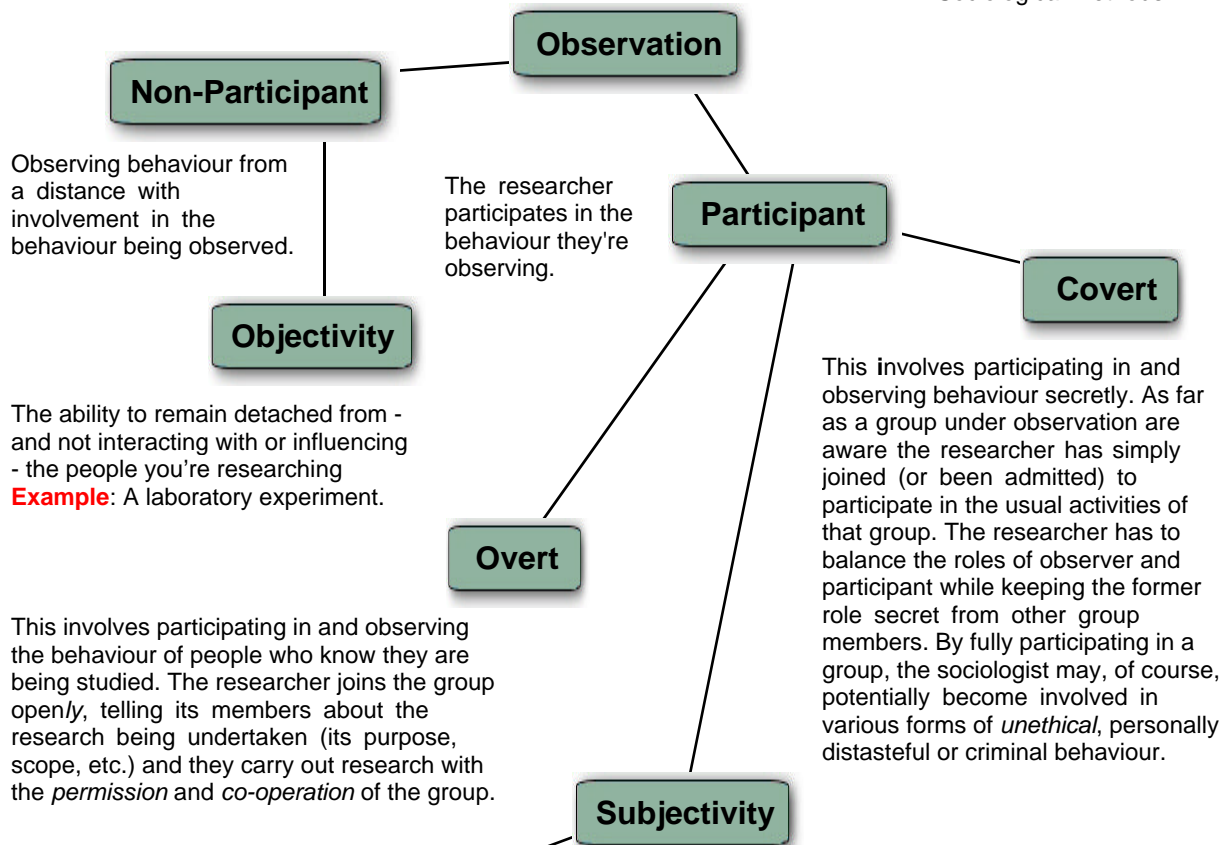 Observation
Non-Participant
Observing behaviour from
a distance with
involvement in the
behaviour being observed.
The researcher
participates in the
behaviour they're
observing.
Participant
Covert
Objectivity
The ability to remain detached from -
and not interacting with or influencing
- the people you’re researching
Example: A laboratory experiment.
This involves participating in and
observing behaviour secretly. As far
as a group under observation are
aware the researcher has simply
joined (or been admitted) to
participate in the usual activities of
that group. The researcher has to
balance the roles of observer and
participant while keeping the former
role secret from other group
members. By fully participating in a
group, the sociologist may, of course,
potentially become involved in
various forms of unethical, personally
distasteful or criminal behaviour.
Overt
This involves participating in and observing
the behaviour of people who know they are
being studied. The researcher joins the group
openly, telling its members about the
research being undertaken (its purpose,
scope, etc.) and they carry out research with
the permission and co-operation of the group.
Subjectivity